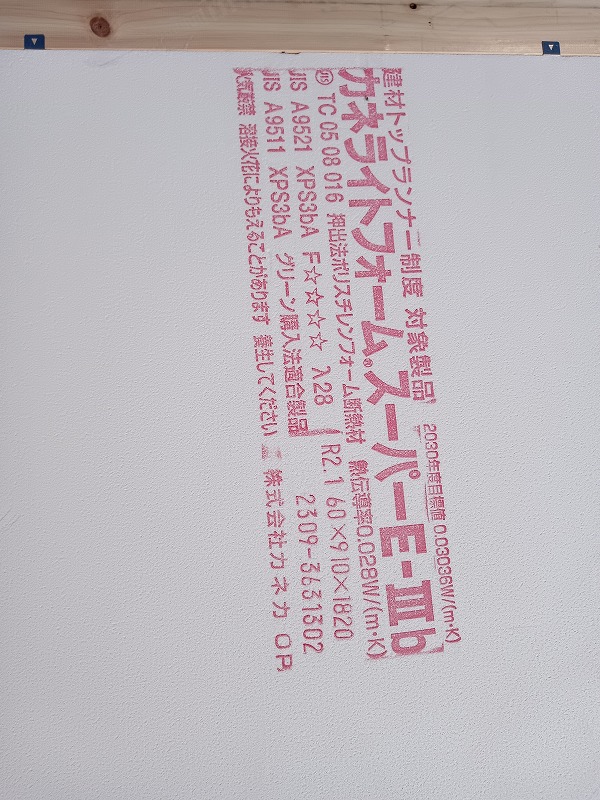 建材トップランナー制度 対象製品 2030年度目標値 0.03036W/(m・K)
カネライトフォーム®スーパーE-Ⅲb
JIS TC 05 08 016 押出法ポリスチレンフォーム断熱材 熱伝導率0.028W/(m・K)
JIS A9521 XPS3bA F☆☆☆☆ λ28 R2.1 60×910×1820
JIS A9511 XPS3bA グリーン購入法適合製品 2309-3631302
火気厳禁 溶接火花によりもえることがあります 養生してください 株式会社カネカ OP